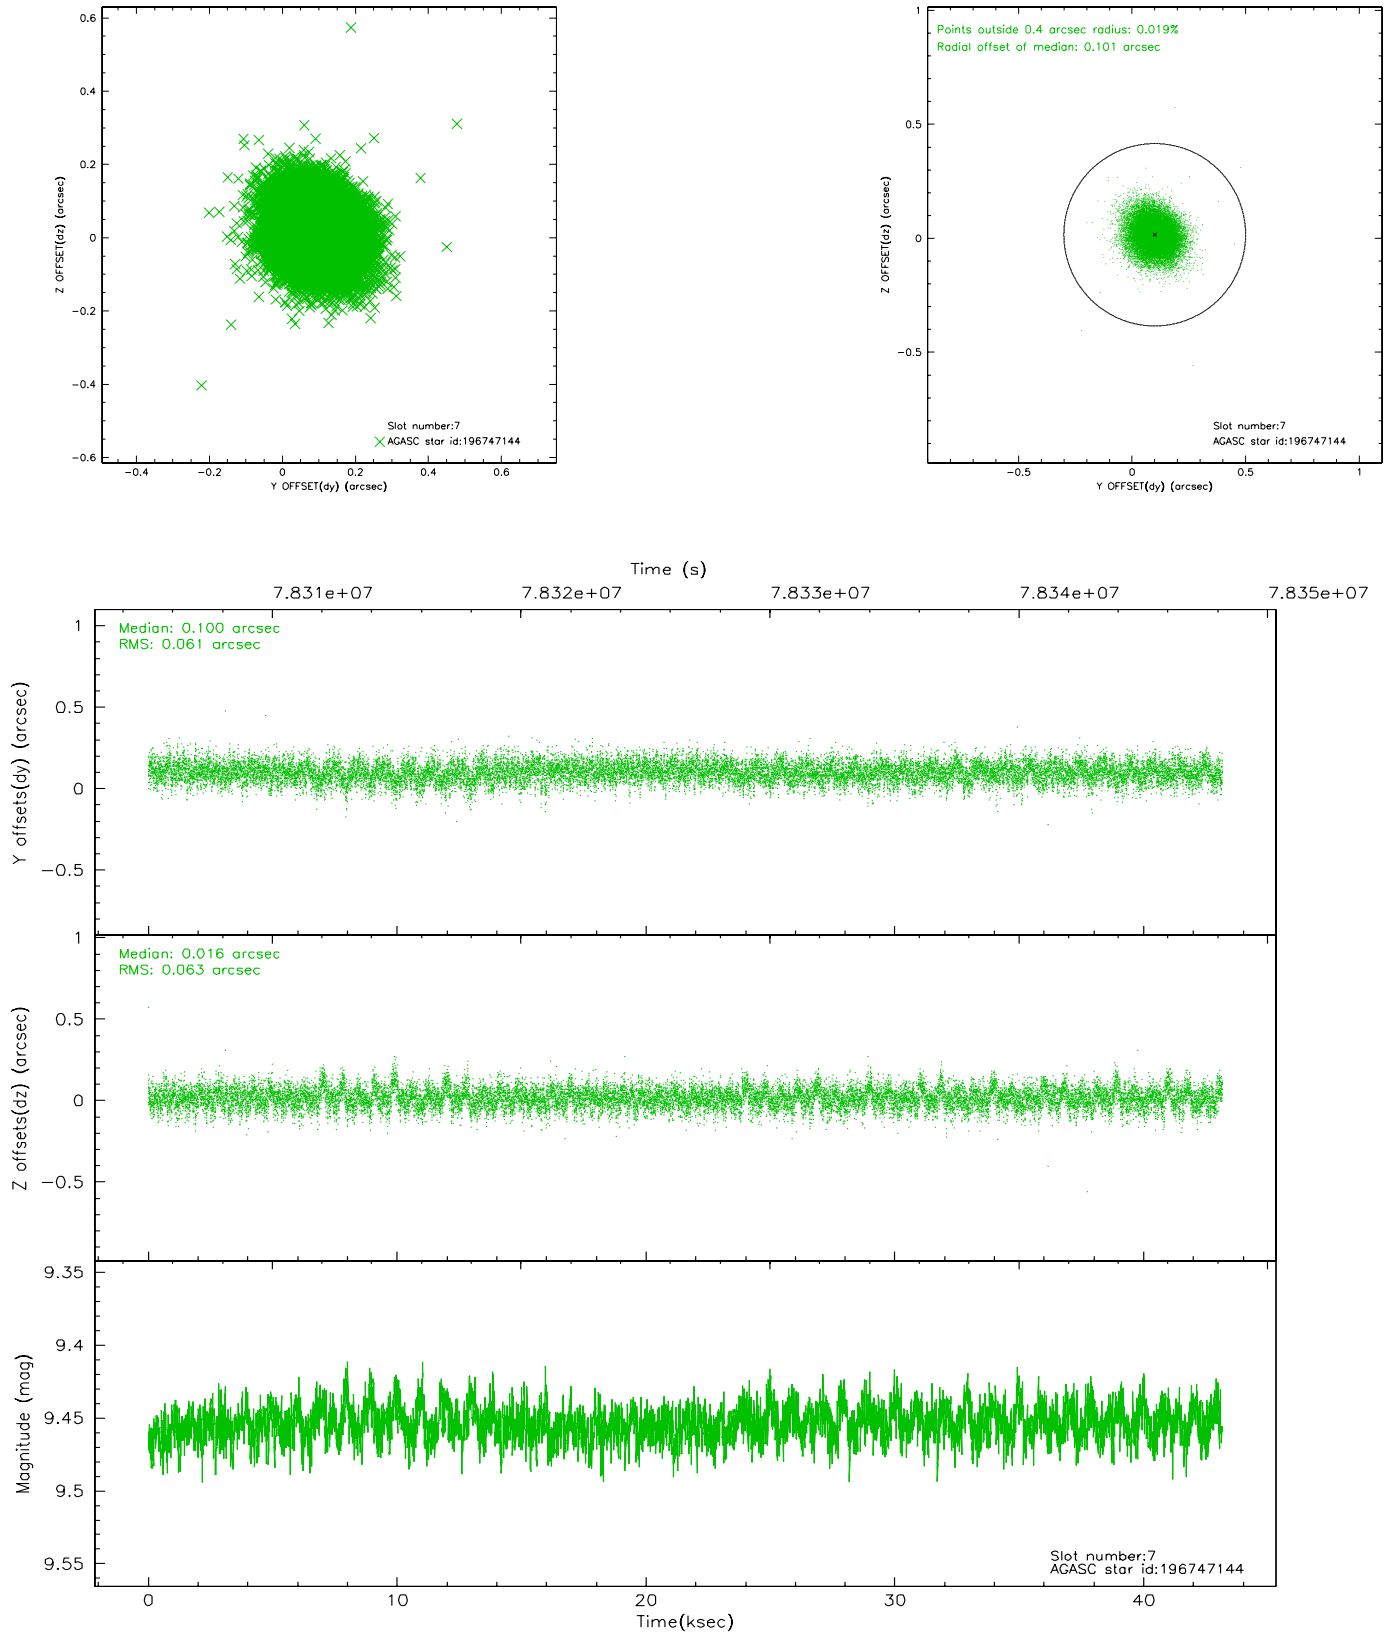 0.6
0.4
0.2
0
−0.2
−0.4
−0.6
Z OFFSET(dz) (arcsec)
Slot number:7
AGASC star id:196747144
−0.4 −0.2 0 0.2 0.4 0.6
Y OFFSET(dy) (arcsec)
1
0.5
0
−0.5
Z OFFSET(dz) (arcsec)
Points outside 0.4 arcsec radius: 0.019%
Radial offset of median: 0.101 arcsec
Slot number:7
AGASC star id:196747144
−0.5 0 0.5 1
Y OFFSET(dy) (arcsec)
Time (s)
7.831e+07 7.832e+07 7.833e+07 7.834e+07 7.835e+07
1
0.5
0
−0.5
Y offsets(dy) (arcsec)
Median: 0.100 arcsec
RMS: 0.061 arcsec
1
0.5
0
−0.5
Z offsets(dz) (arcsec)
Median: 0.016 arcsec
RMS: 0.063 arcsec
9.35
9.4
9.45
9.5
9.55
Magnitude (mag)
Slot number:7
AGASC star id:196747144
0 10 20 30 40
Time(ksec)